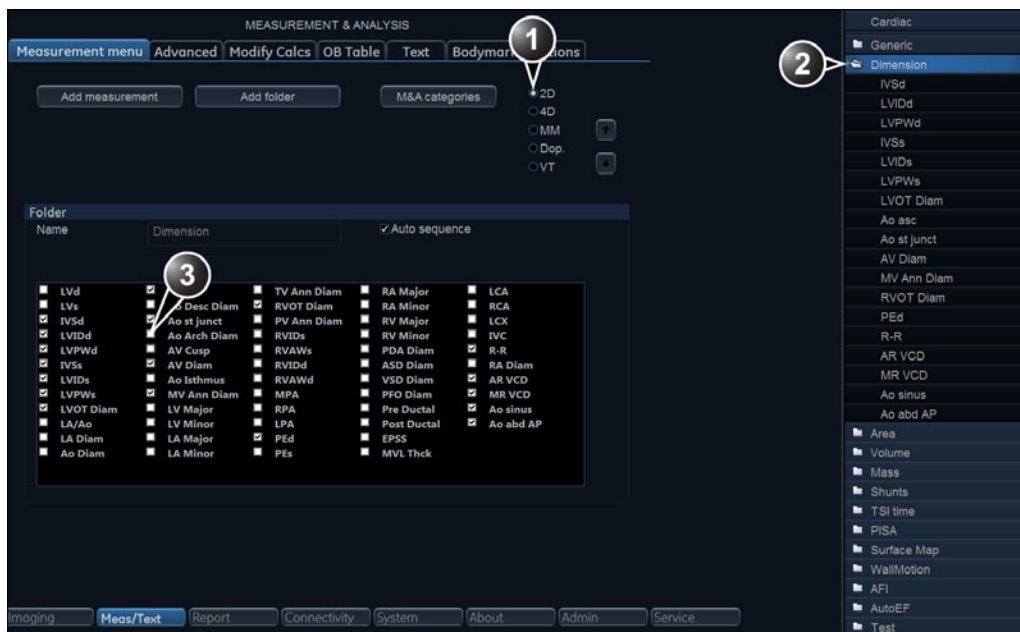 MEASUREMENT & ANALYSIS
Measurement menu Advanced Modify Calcs OB Table Text
1
Add measurement Add folder M&A categories
2D
4D
MM
Dop.
VT
Folder
Name Dimension Auto sequence
3
LVd TV Ann Diam RA Major LCA
LVs Desc Diam RVOT Diam RA Minor RCA
IVSd Ao st junct PV Ann Diam RV Major LCX
LVIDd Ao Arch Diam RVIDs RV Minor IVC
LVPWd AV Cusp RVAWs PDA Diam R-R
IVSs AV Diam RVIDd ASD Diam RA Diam
LVIDs Ao Isthmus RVAWd VSD Diam AR VCD
LVPWs MV Ann Diam MPA PFO Diam MR VCD
LVOT Diam LV Major RPA Pre Ductal Ao sinus
LA/Ao LV Minor LPA Post Ductal Ao abd AP
LA Diam LA Major PEd EPSS
Ao Diam LA Minor PEs MVL Thck
Imaging Meas/Text Report Connectivity System About Admin Service
Cardiac
Generic
2
Dimension
IVSd
LVIDd
LVPWd
IVSs
LVIDs
LVPWs
LVOT Diam
Ao asc
Ao st junct
AV Diam
MV Ann Diam
RVOT Diam
PEd
R-R
AR VCD
MR VCD
Ao sinus
Ao abd AP
Area
Volume
Mass
Shunts
TSI time
PISA
Surface Map
WallMotion
AFI
AutoEF
Test